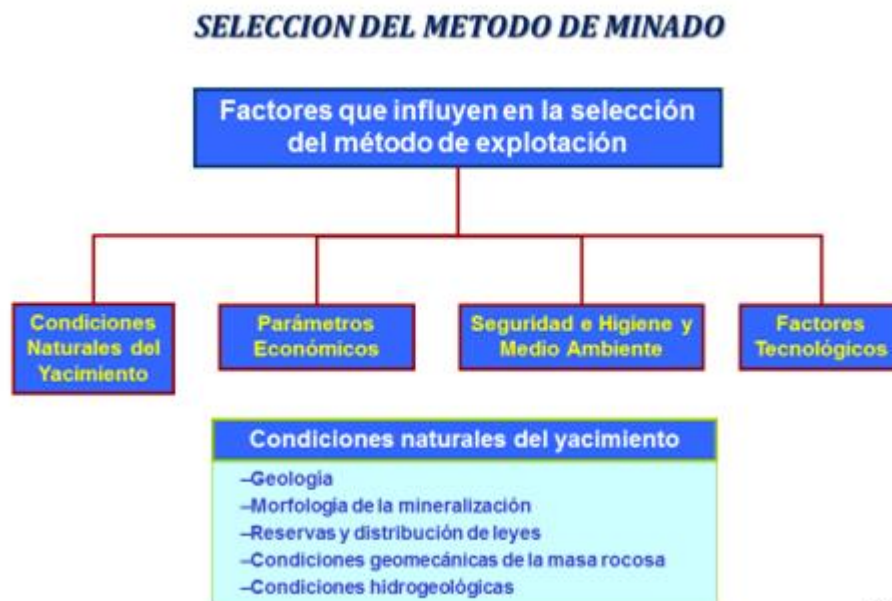 SELECCION DEL METODO DE MINADO
Factores que influyen en la selección
del método de explotación
Condiciones
Naturales del
Yacimiento
Parámetros
Económicos
Seguridad e Higiene y
Medio Ambiente
Factores
Tecnológicos
Condiciones naturales del yacimiento
–Geología
–Morfología de la mineralización
–Reservas y distribución de leyes
–Condiciones geomecánicas de la masa rocosa
–Condiciones hidrogeológicas